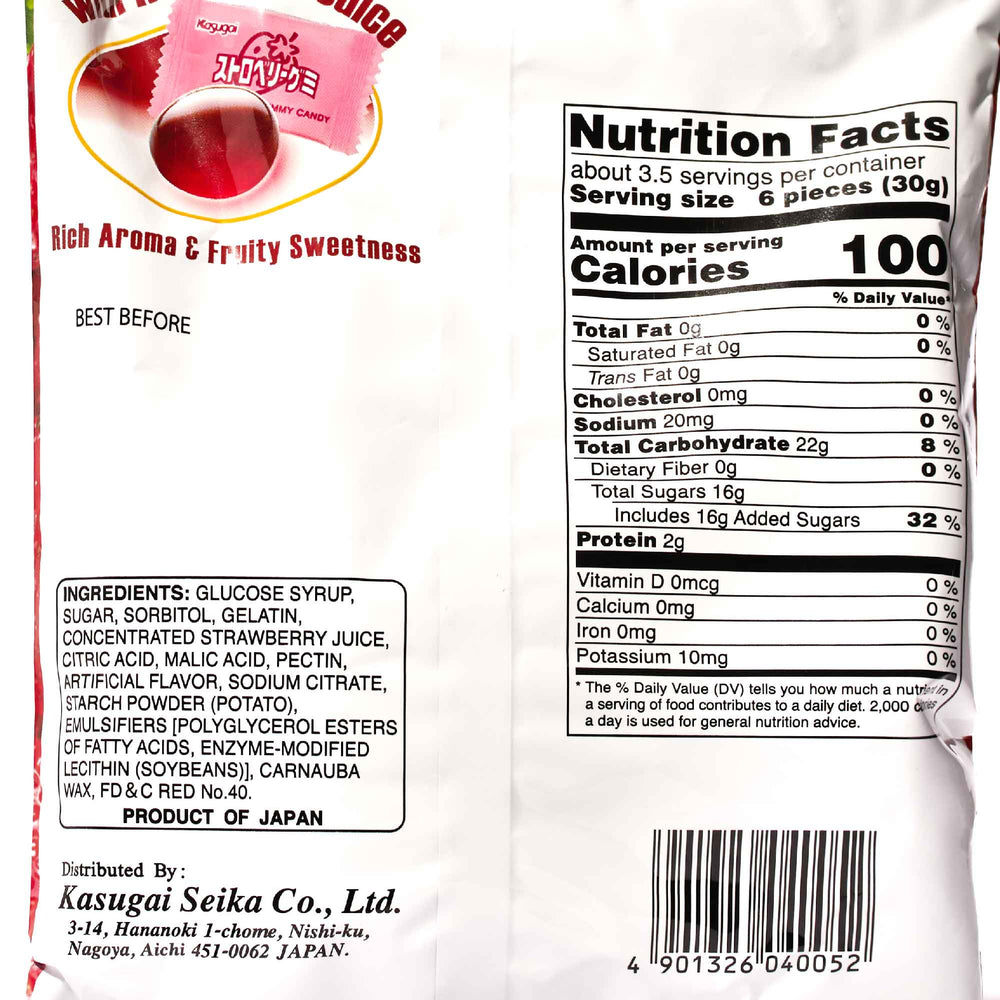 Juice
Kasugai
ストロベリーグミ
MMY CANDY
Rich Aroma & Fruity Sweetness
BEST BEFORE
INGREDIENTS: GLUCOSE SYRUP,
SUGAR, SORBITOL, GELATIN,
CONCENTRATED STRAWBERRY JUICE,
CITRIC ACID, MALIC ACID, PECTIN,
ARTIFICIAL FLAVOR, SODIUM CITRATE,
STARCH POWDER (POTATO),
EMULSIFIERS [POLYGLYCEROL ESTERS
OF FATTY ACIDS, ENZYME-MODIFIED
LECITHIN (SOYBEANS)], CARNAUBA
WAX, FD&C RED No.40.
PRODUCT OF JAPAN
Distributed By:
Kasugai Seika Co., Ltd.
3-14, Hananoki 1-chome, Nishi-ku,
Nagoya, Aichi 451-0062 JAPAN.
Nutrition Facts
about 3.5 servings per container
Serving size 6 pieces (30g)
Amount per serving
Calories 100
% Daily Value*
Total Fat 0g 0 %
Saturated Fat 0g 0 %
Trans Fat 0g
Cholesterol 0mg 0 %
Sodium 20mg 0 %
Total Carbohydrate 22g 8 %
Dietary Fiber 0g 0 %
Total Sugars 16g
Includes 16g Added Sugars 32 %
Protein 2g
Vitamin D 0mcg 0 %
Calcium 0mg 0 %
Iron 0mg 0 %
Potassium 10mg 0 %
* The % Daily Value (DV) tells you how much a nutrient in
a serving of food contributes to a daily diet. 2,000 calories
a day is used for general nutrition advice.
4 901326 040052